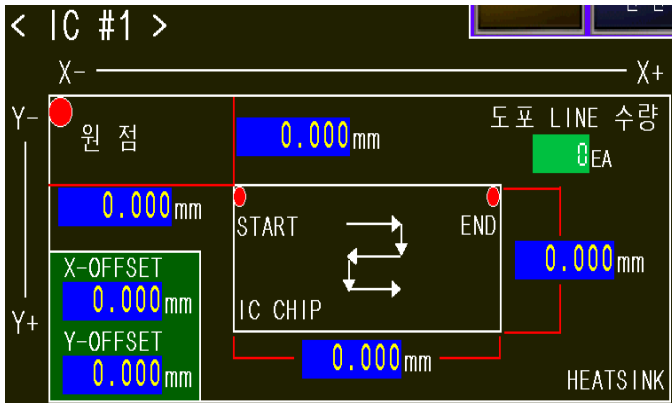 < IC #1 >
X- X+
Y-
원 점
0.000mm
도포 LINE 수량
0EA
0.000mm
START
END
0.000mm
X-OFFSET
0.000mm
IC CHIP
Y+
Y-OFFSET
0.000mm
0.000mm
HEATSINK